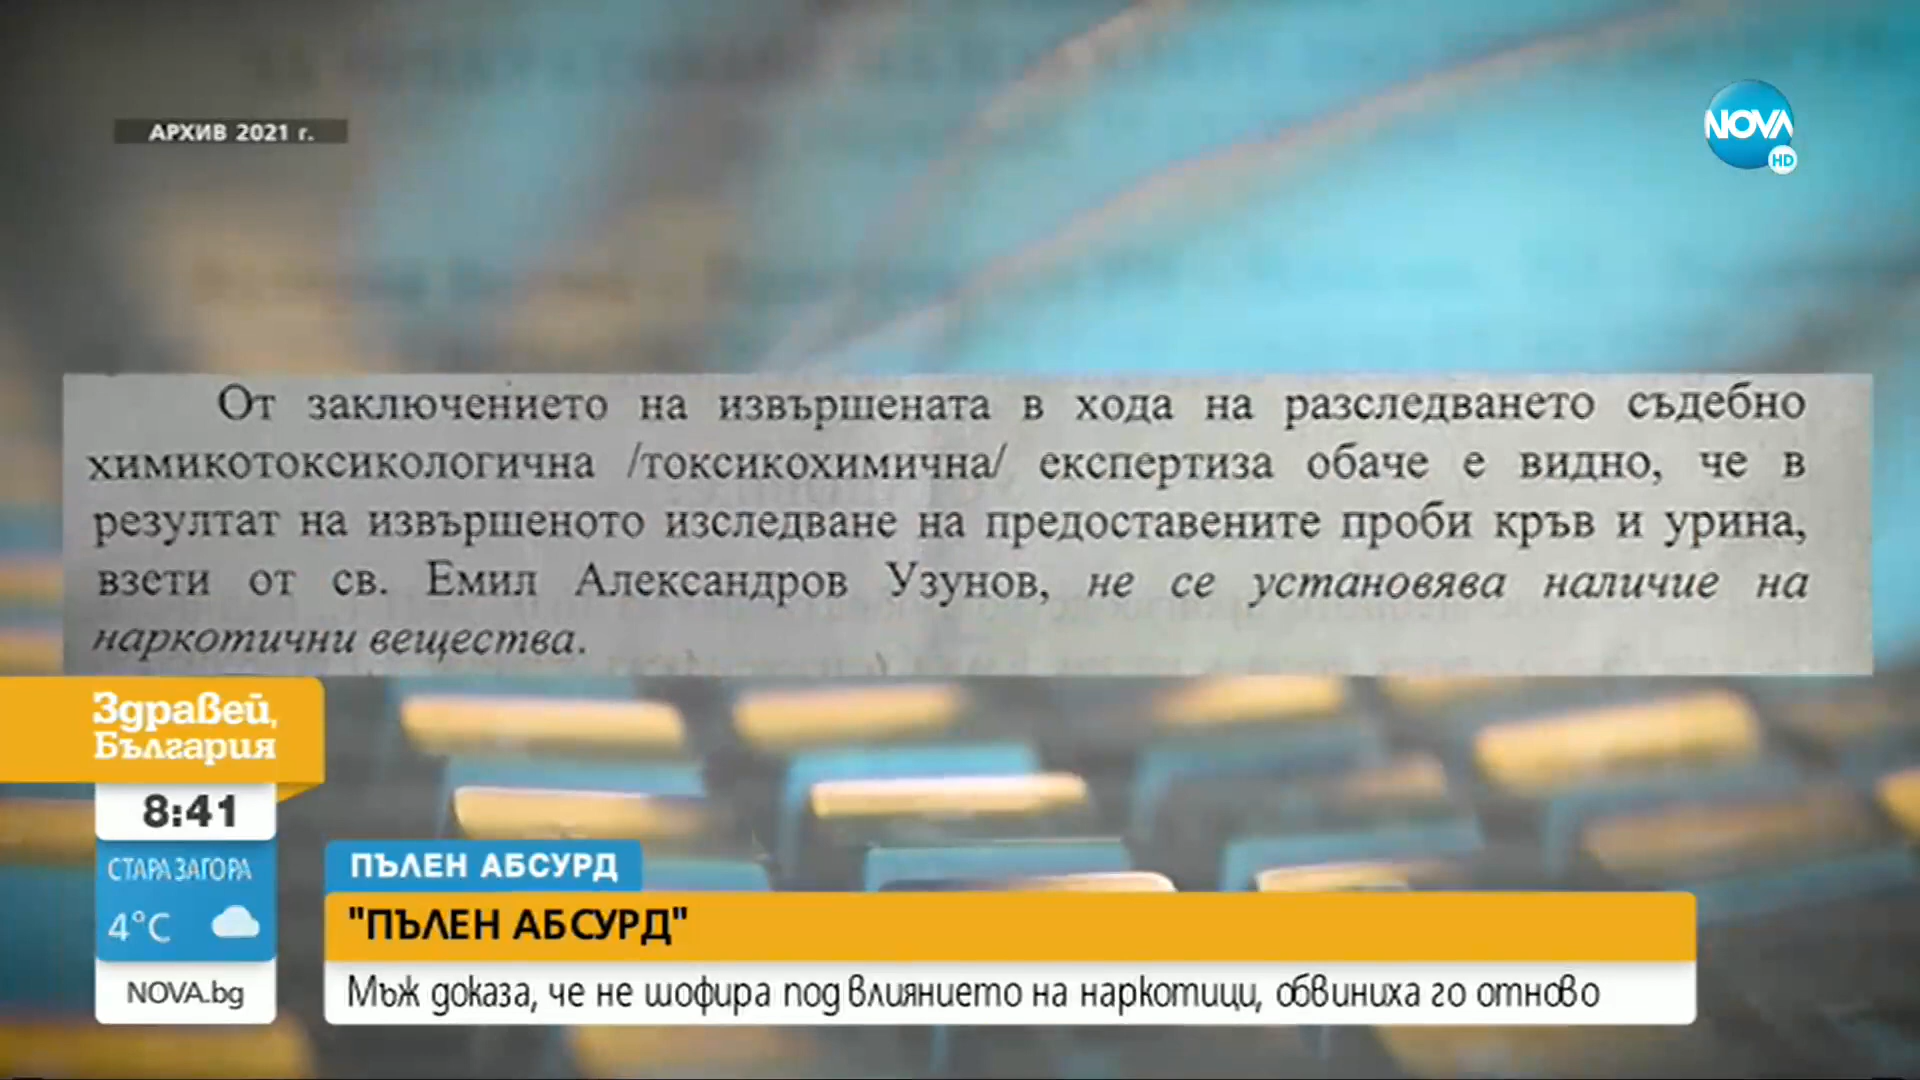 АРХИВ 2021 г.
NOVA
HD
От заключението на извършената в хода на разследването съдебно
химикотоксикологична /токсикохимична/ експертиза обаче е видно, че в
резултат на извършеното изследване на предоставените проби кръв и урина,
взети от св. Емил Александров Узунов, не се установява наличие на
наркотични вещества.
Здравей,
България
8:41
СТАРА ЗАГОРА
4°C
NOVA.bg
ПЪЛЕН АБСУРД
"ПЪЛЕН АБСУРД"
Мъж доказа, че не шофира под влиянието на наркотици, обвиниха го отново